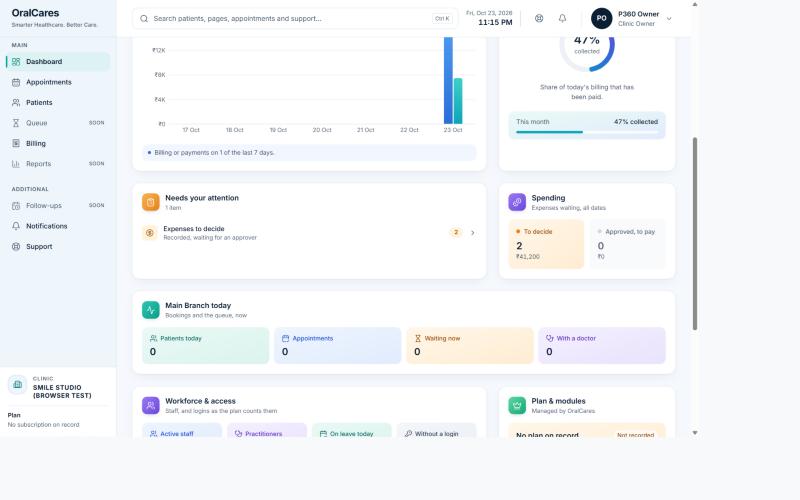 OralCares
Smarter Healthcare. Better Care.
Search patients, pages, appointments and support...
Ctrl K
Fri, Oct 23, 2026
11:15 PM
PO
P360 Owner
Clinic Owner
MAIN
Dashboard
Appointments
Patients
Queue SOON
Billing
Reports SOON
ADDITIONAL
Follow-ups SOON
Notifications
Support
CLINIC
SMILE STUDIO
(BROWSER TEST)
Plan
No subscription on record
₹12K
₹8K
₹4K
₹0
17 Oct 18 Oct 19 Oct 20 Oct 21 Oct 22 Oct 23 Oct
Billing or payments on 1 of the last 7 days.
47%
collected
Share of today's billing that has
been paid.
This month 47% collected
Needs your attention
1 item
Expenses to decide
Recorded, waiting for an approver
2
Spending
Expenses waiting, all dates
To decide
2
₹41,200
Approved, to pay
0
₹0
Main Branch today
Bookings and the queue, now
Patients today
0
Appointments
0
Waiting now
0
With a doctor
0
Workforce & access
Staff, and logins as the plan counts them
Active staff
Practitioners
On leave today
Without a login
Plan & modules
Managed by OralCares
No plan on record
Not recorded